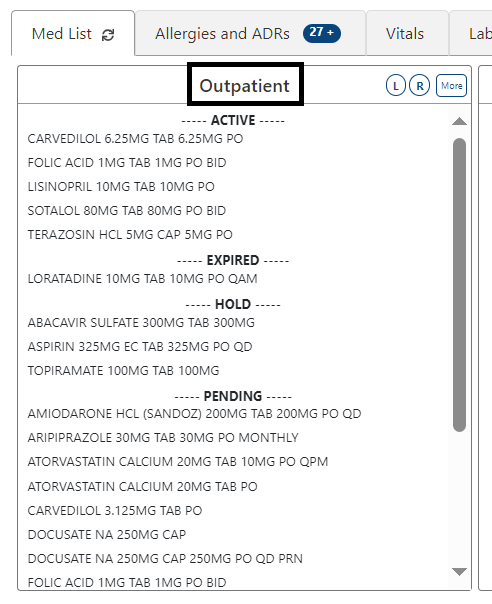 Med List
Allergies and ADRs 27 +
Vitals
Lab
Outpatient
L R More
----- ACTIVE -----
CARVEDILOL 6.25MG TAB 6.25MG PO
FOLIC ACID 1MG TAB 1MG PO BID
LISINOPRIL 10MG TAB 10MG PO
SOTALOL 80MG TAB 80MG PO BID
TERAZOSIN HCL 5MG CAP 5MG PO
----- EXPIRED -----
LORATADINE 10MG TAB 10MG PO QAM
----- HOLD -----
ABACAVIR SULFATE 300MG TAB 300MG
ASPIRIN 325MG EC TAB 325MG PO QD
TOPIRAMATE 100MG TAB 100MG
----- PENDING -----
AMIODARONE HCL (SANDOZ) 200MG TAB 200MG PO QD
ARIPIPRAZOLE 30MG TAB 30MG PO MONTHLY
ATORVASTATIN CALCIUM 20MG TAB 10MG PO QPM
ATORVASTATIN CALCIUM 20MG TAB PO
CARVEDILOL 3.125MG TAB PO
DOCUSATE NA 250MG CAP
DOCUSATE NA 250MG CAP 250MG PO QD PRN
FOLIC ACID 1MG TAB 1MG PO BID